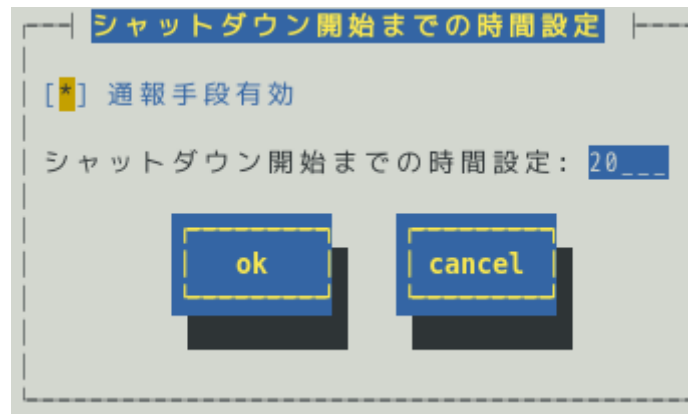 シャットダウン開始までの時間設定
[*] 通報手段有効
シャットダウン開始までの時間設定: 20___
ok cancel